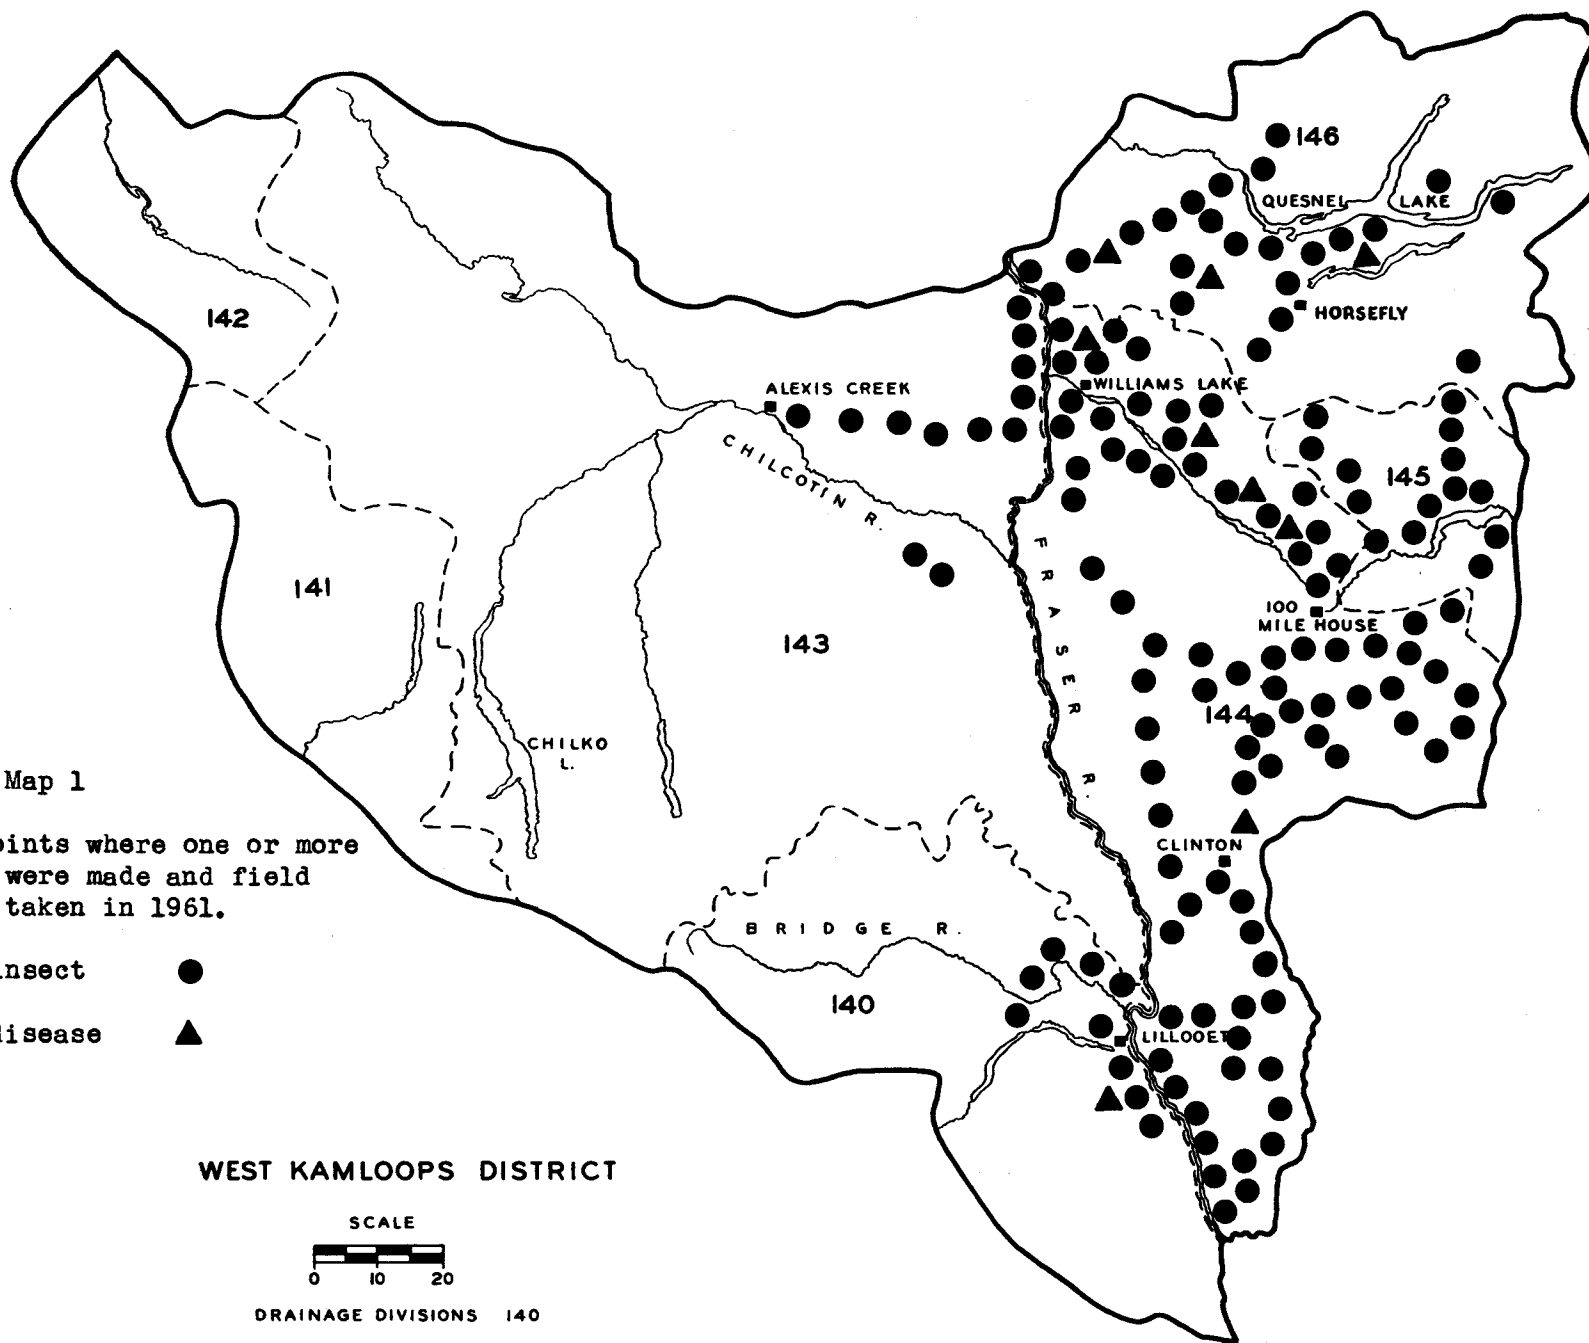 146
QUESNEL LAKE
HORSEFLY
142
WILLIAMS LAKE
ALEXIS CREEK
CHILCOTIN R.
145
FRASER R.
141
100
MILE HOUSE
143
144
CHILKO
L.
Map 1
oints where one or more
were made and field
taken in 1961.
CLINTON
BRIDGE R.
nsect
140
isease
LILLOOET
WEST KAMLOOPS DISTRICT
SCALE
0 10 20
DRAINAGE DIVISIONS 140